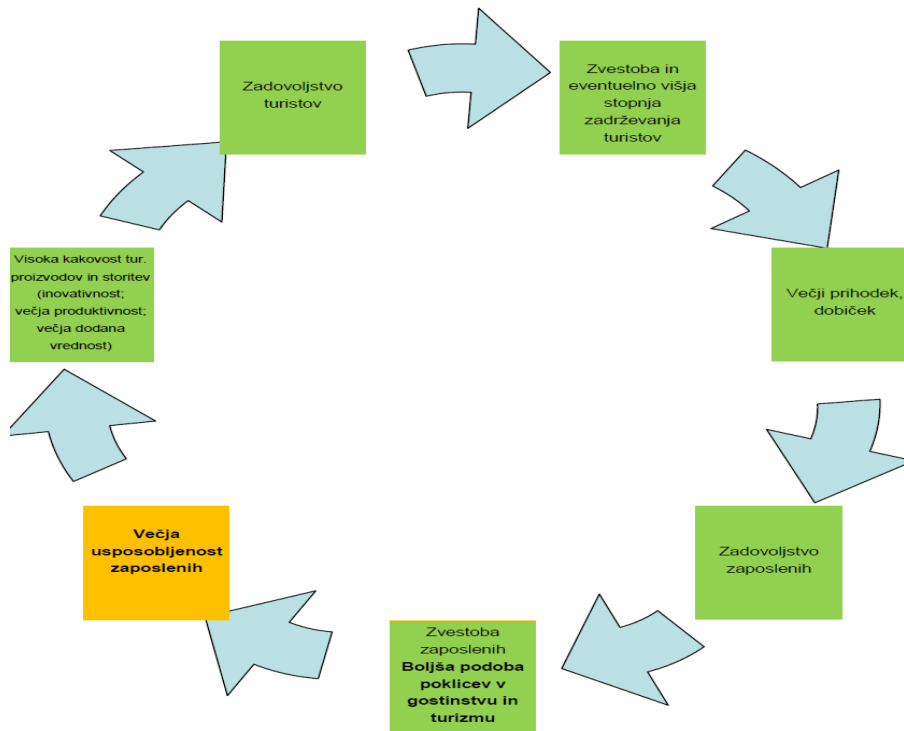 Zadovoljstvo
turistov
Zvestoba in
eventuelno višja
stopnja
zadrževanja
turistov
Večji prihodek,
dobiček
Zadovoljstvo
zaposlenih
Zvestoba
zaposlenih
Boljša podoba
poklicev v
gostinstvu in
turizmu
Večja
usposobljenost
zaposlenih
Visoka kakovost tur.
proizvodov in storitev
(inovativnost;
večja produktivnost;
večja dodana
vrednost)